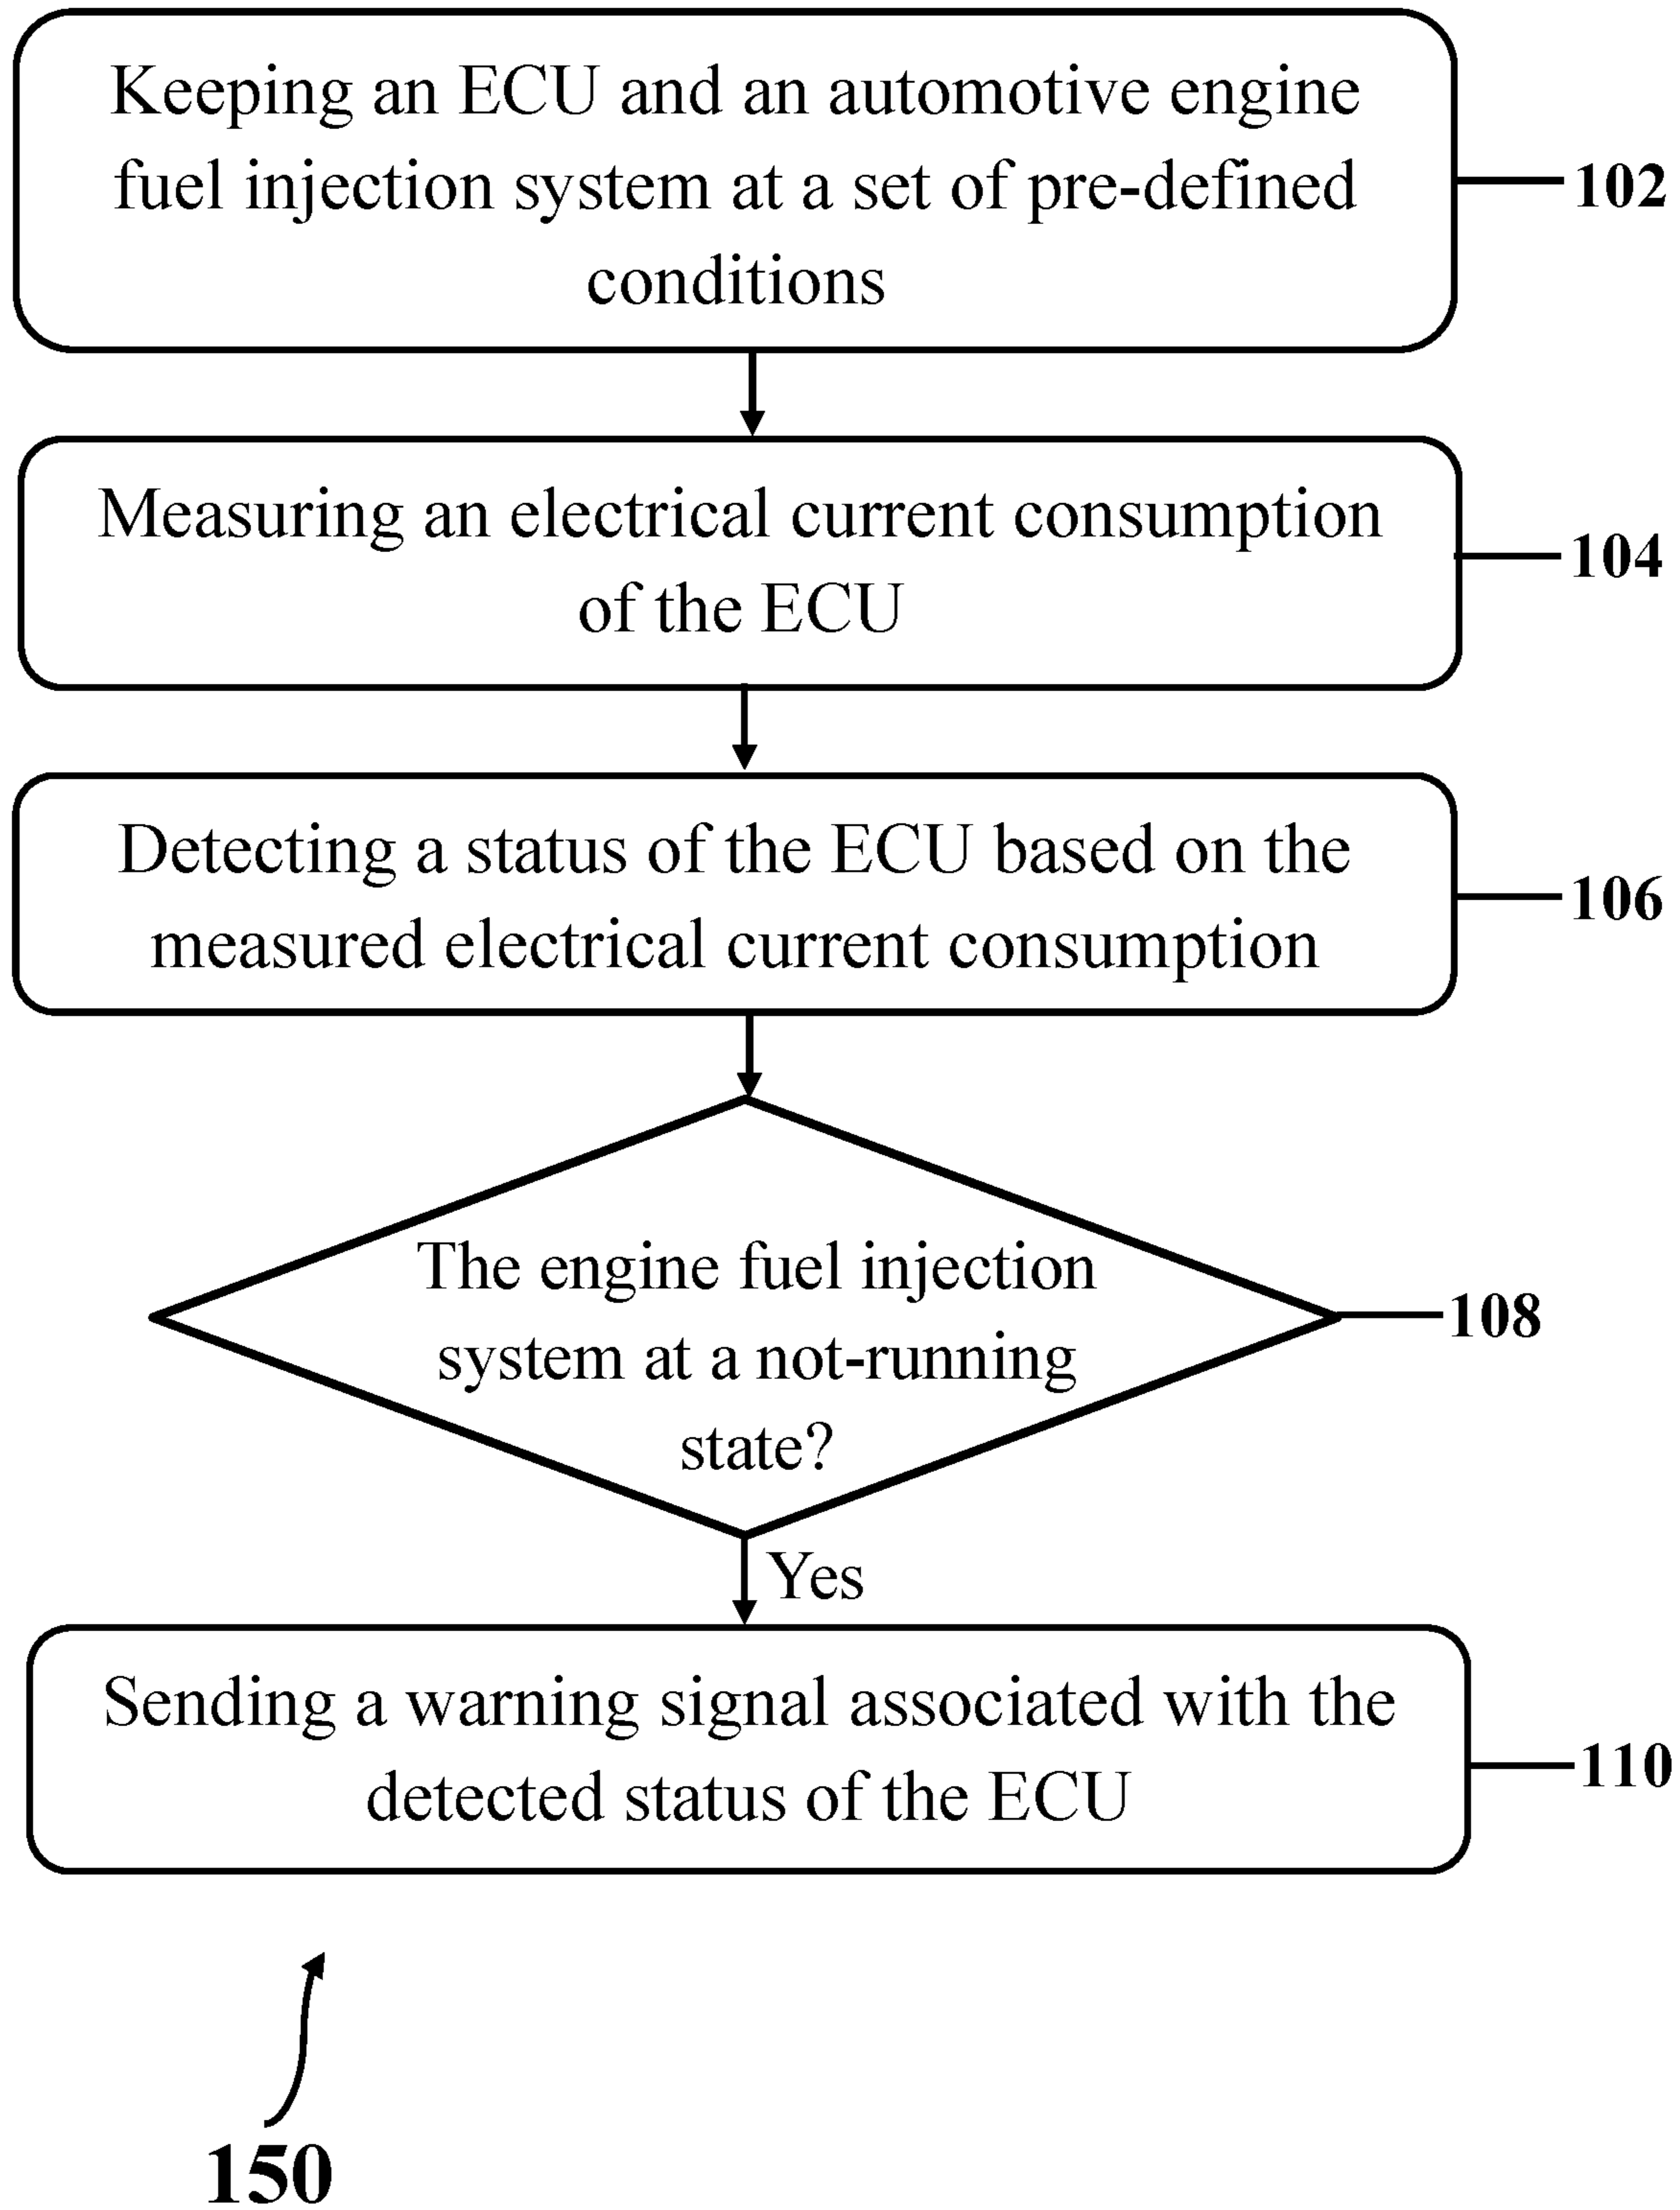 Keeping an ECU and an automotive engine
fuel injection system at a set of pre-defined
conditions
102
Measuring an electrical current consumption
of the ECU
104
Detecting a status of the ECU based on the
measured electrical current consumption
106
The engine fuel injection
system at a not-running
state?
108
Yes
Sending a warning signal associated with the
detected status of the ECU
110
150